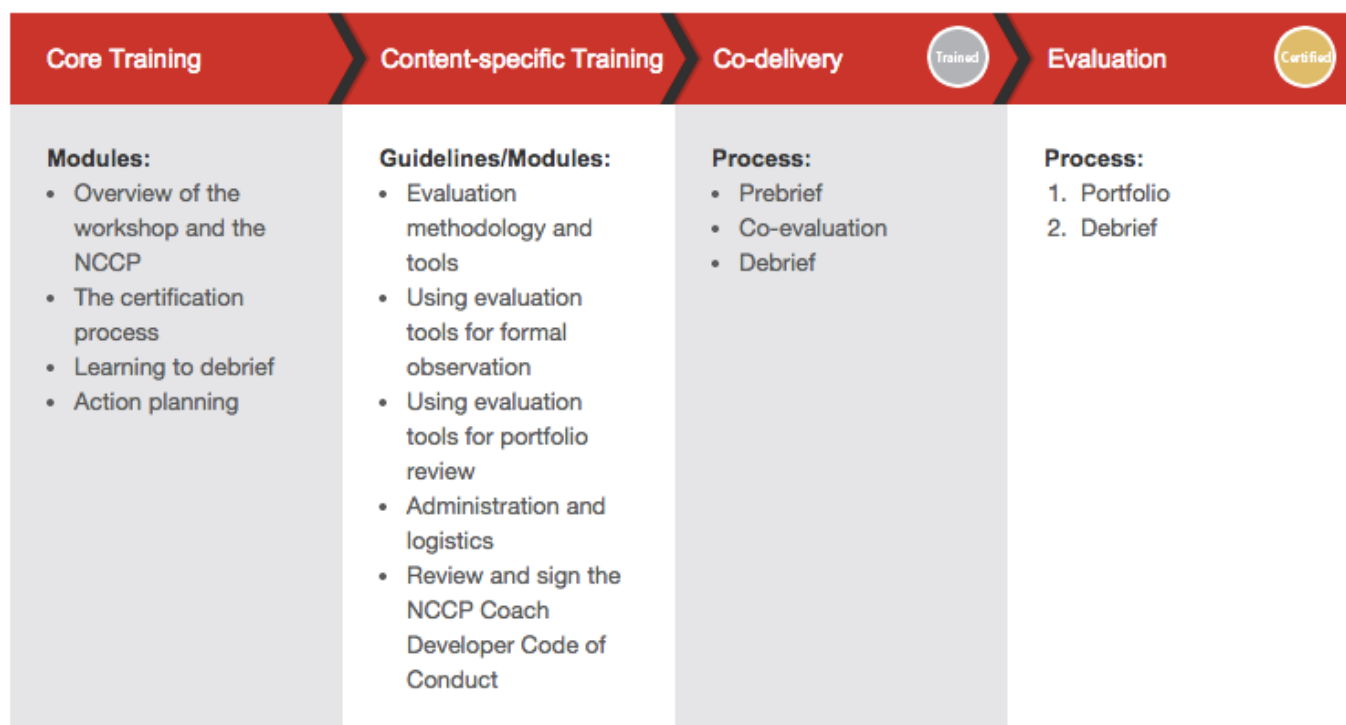 Core Training
Content-specific Training
Co-delivery
Trained
Evaluation
Certified
Modules:
• Overview of the
workshop and the
NCCP
• The certification
process
• Learning to debrief
• Action planning
Guidelines/Modules:
• Evaluation
methodology and
tools
• Using evaluation
tools for formal
observation
• Using evaluation
tools for portfolio
review
• Administration and
logistics
• Review and sign the
NCCP Coach
Developer Code of
Conduct
Process:
• Prebrief
• Co-evaluation
• Debrief
Process:
1. Portfolio
2. Debrief